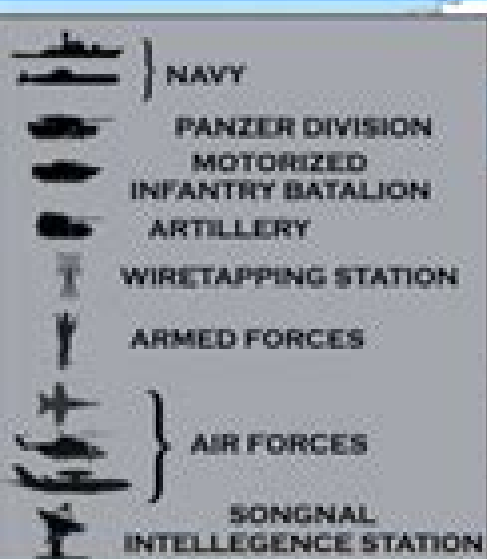 NAVY
PANZER DIVISION
MOTORIZED
INFANTRY BATALION
ARTILLERY
WIRETAPPING STATION
ARMED FORCES
AIR FORCES
SONGNAL
INTELLEGENCE STATION